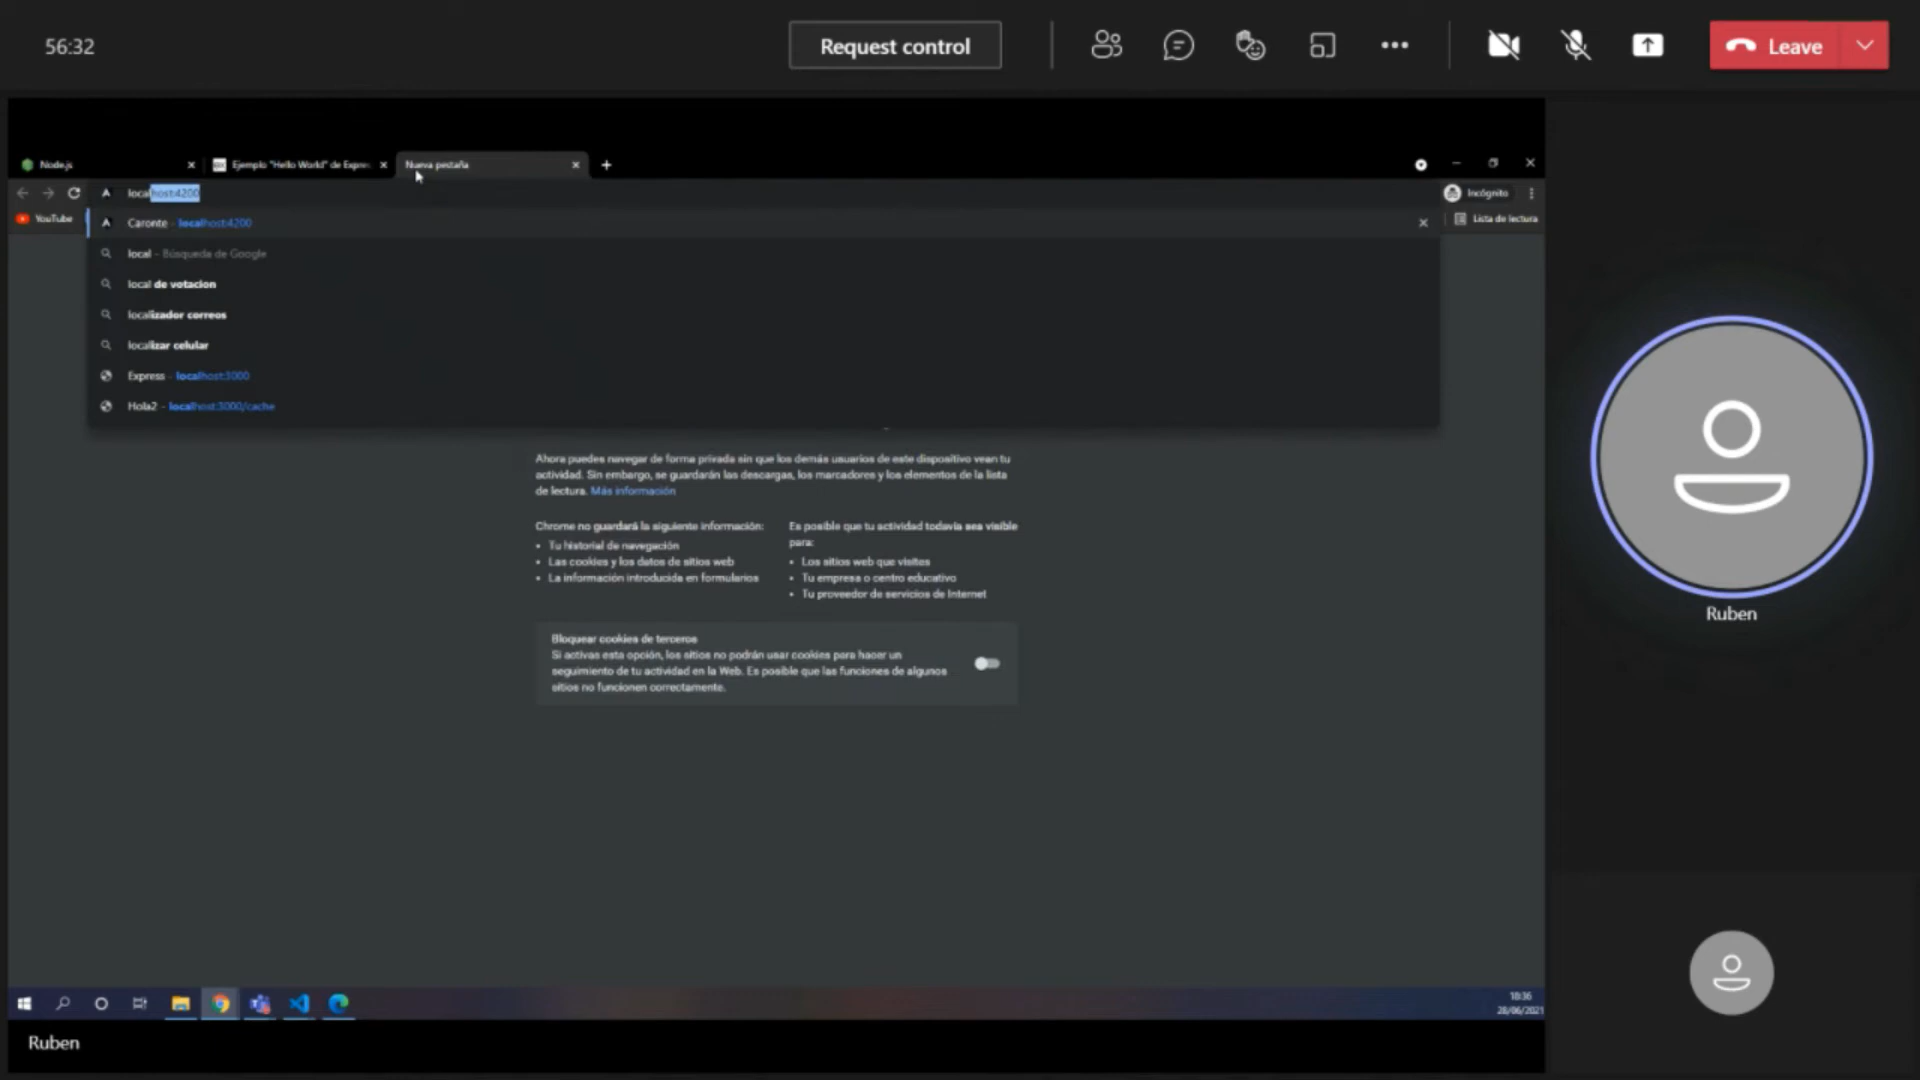 56:32
Request control
Leave
Node.js
Ejemplo "Hello World" de Expres
Nueva pestaña
localhost:4200
Incógnito
YouTube
Caronte - localhost:4200
Lista de lectura
local - Búsqueda de Google
local de votacion
localizador correos
localizar celular
Express - localhost:3000
Hola2 - localhost:3000/cache
Ahora puedes navegar de forma privada sin que los demás usuarios de este dispositivo vean tu
actividad. Sin embargo, se guardarán las descargas, los marcadores y los elementos de la lista
de lectura. Más información
Chrome no guardará la siguiente información:
• Tu historial de navegación
• Las cookies y los datos de sitios web
• La información introducida en formularios
Es posible que tu actividad todavía sea visible
para:
• Los sitios web que visites
• Tu empresa o centro educativo
• Tu proveedor de servicios de Internet
Bloquear cookies de terceros
Si activas esta opción, los sitios no podrán usar cookies para hacer un
seguimiento de tu actividad en la Web. Es posible que las funciones de algunos
sitios no funcionen correctamente.
Ruben
18:36
28/06/2021
Ruben